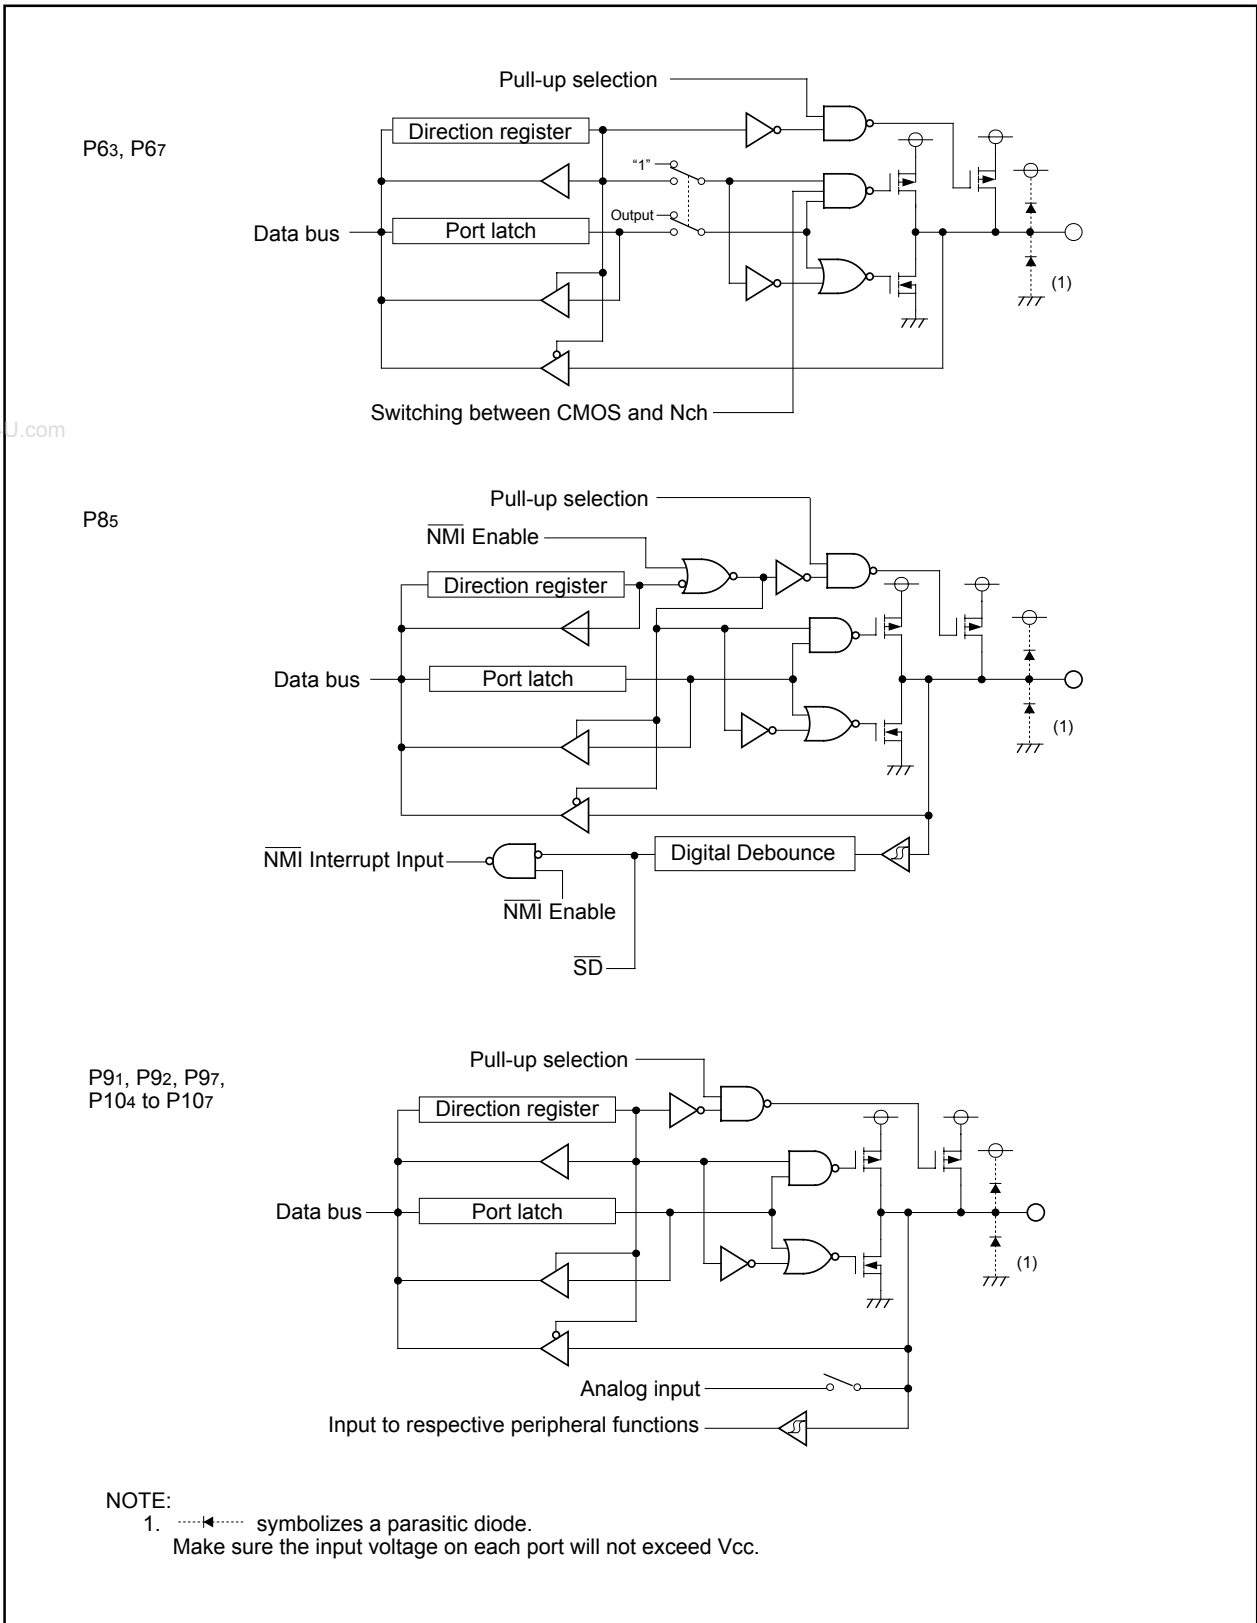 Pull-up selection
Direction register
P63, P67
"1"
Output
Data bus
Port latch
(1)
Switching between CMOS and Nch
U.com
Pull-up selection
P85
NMI Enable
Direction register
Data bus
Port latch
(1)
NMI Interrupt Input
Digital Debounce
NMI Enable
SD
Pull-up selection
P91, P92, P97,
P104 to P107
Direction register
Data bus
Port latch
(1)
Analog input
Input to respective peripheral functions
NOTE:
1. symbolizes a parasitic diode.
Make sure the input voltage on each port will not exceed Vcc.